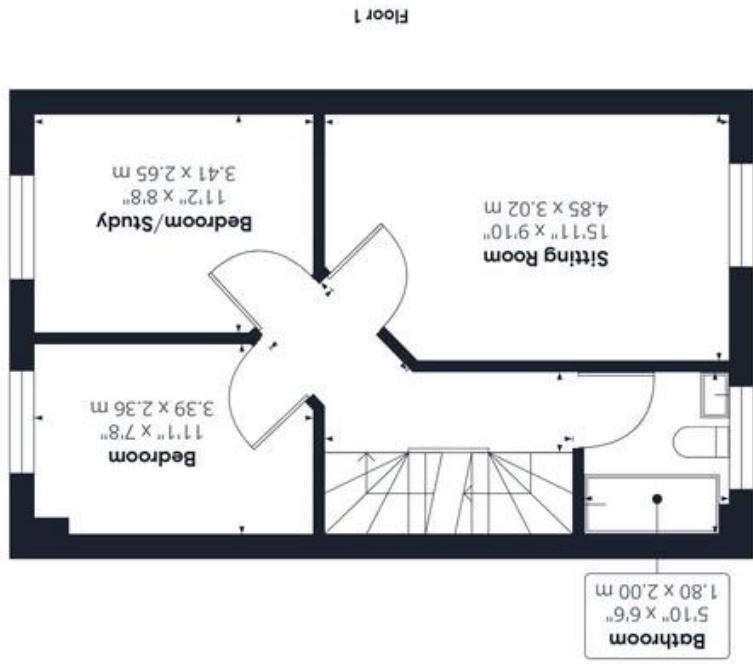 Bathroom
5'10" x 6'6"
1.80 x 2.00 m
Bedroom
11'1" x 7'8"
3.39 x 2.36 m
Sitting Room
15'11" x 9'10"
4.85 x 3.02 m
Bedroom/Study
11'2" x 8'8"
3.41 x 2.65 m
Floor 1